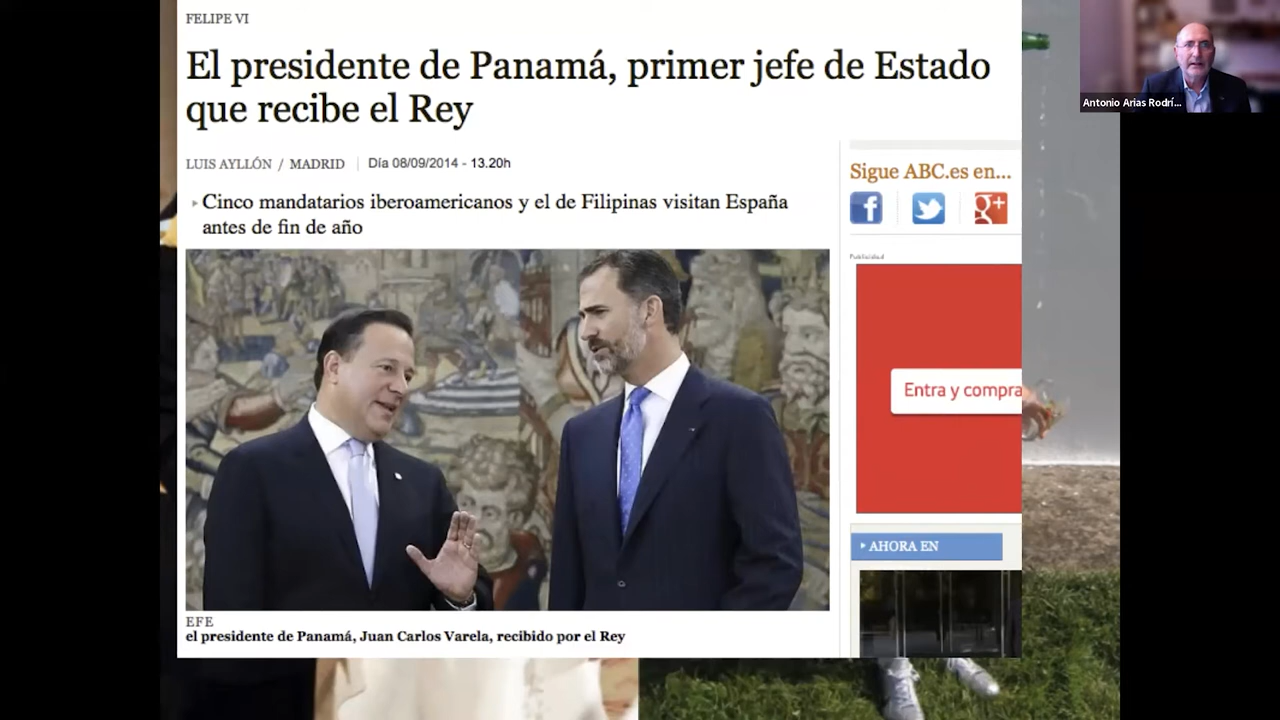 FELIPE VI
El presidente de Panamá, primer jefe de Estado
que recibe el Rey
LUIS AYLLÓN / MADRID | Día 08/09/2014 - 13.20h
Cinco mandatarios iberoamericanos y el de Filipinas visitan España
antes de fin de año
EFE
el presidente de Panamá, Juan Carlos Varela, recibido por el Rey
Sigue ABC.es en...
Publicidad
Entra y compra
AHORA EN
Antonio Arias Rodrí...